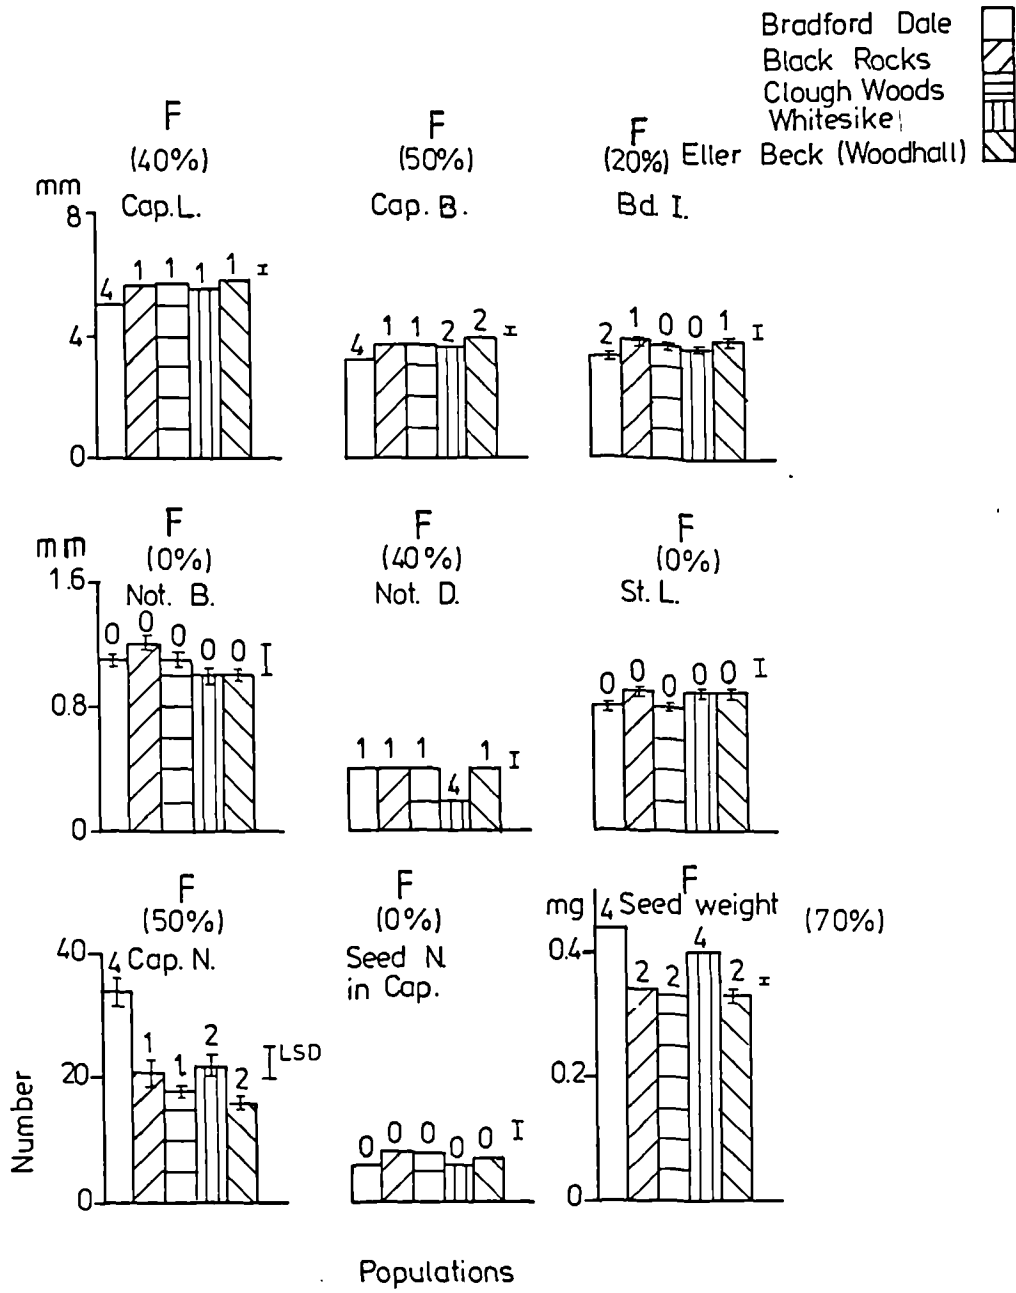 Bradford Dale
Black Rocks
Clough Woods
Whitesike
Eller Beck (Woodhall)
F
(40%)
Cap. L.
mm
8
4
0
4 1 1 1 1
F
(50%)
Cap. B.
4 1 1 2 2
F
(20%)
Bd. I.
2 1 0 0 1
F
(0%)
Not. B.
mm
1.6
0.8
0
0 0 0 0 0
F
(40%)
Not. D.
1 1 1 4 1
F
(0%)
St. L.
0 0 0 0 0
F
(50%)
Cap. N.
40
20
0
Number
4 1 1 2 2
LSD
F
(0%)
Seed N.
in Cap.
0 0 0 0 0
F
(70%)
Seed weight
mg
0.4
0.2
0
4 2 2 4 2
Populations